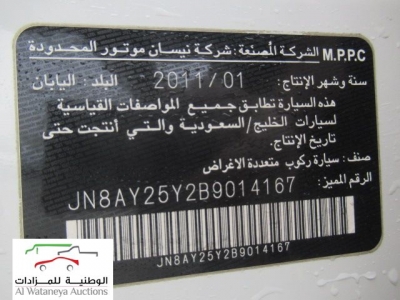 M.P.P.C الشركة المصنعة : شركة نيسان موتور المحدودة
سنة وشهر الإنتاج: 2011/01 البلد: اليابان
هذه السيارة تطابق جميع المواصفات القياسية
لسيارات الخليج/السعودية والتي أنتجت حتى
تاريخ الإنتاج.
صنف: سيارة ركوب متعددة الاغراض
الرقم المميز:
JN8AY25Y2B9014167
JN8AY25Y2B9014167
الوطنية للمزادات
Al Wataneya Auctions